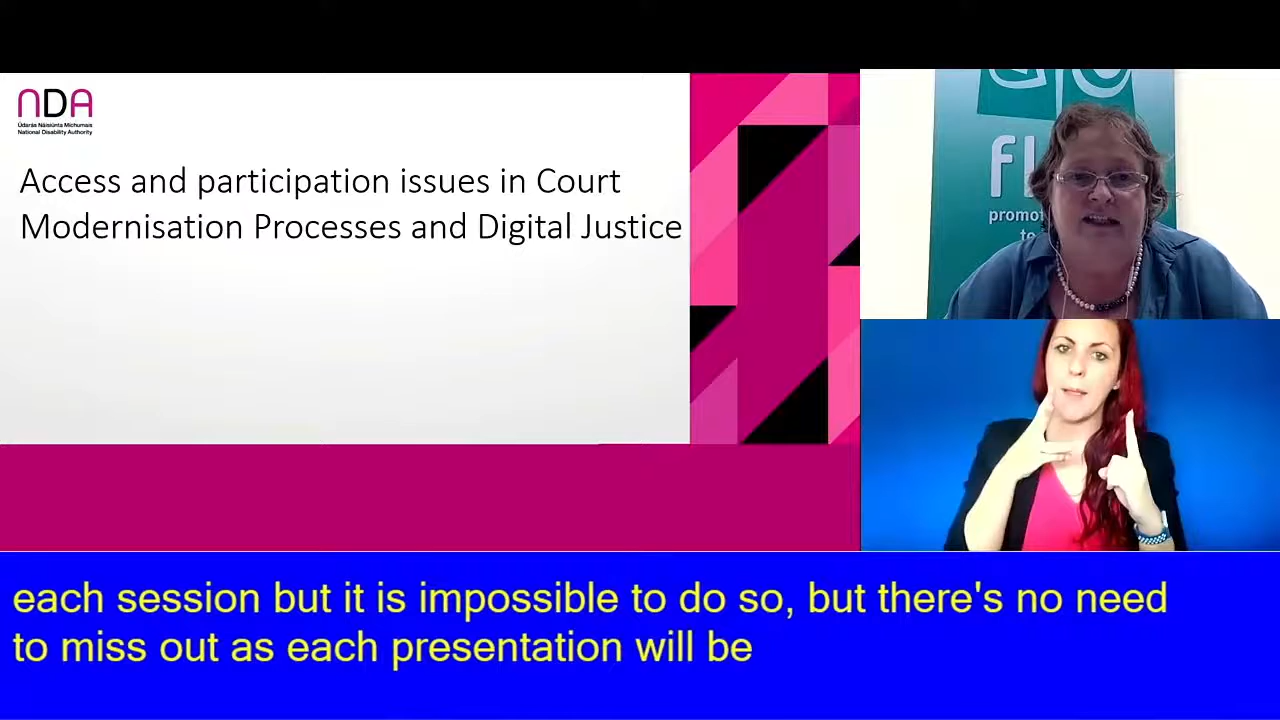 NDA
Údarás Náisiúnta Míchumais
National Disability Authority
Access and participation issues in Court
Modernisation Processes and Digital Justice
fl
promot
to
each session but it is impossible to do so, but there's no need
to miss out as each presentation will be